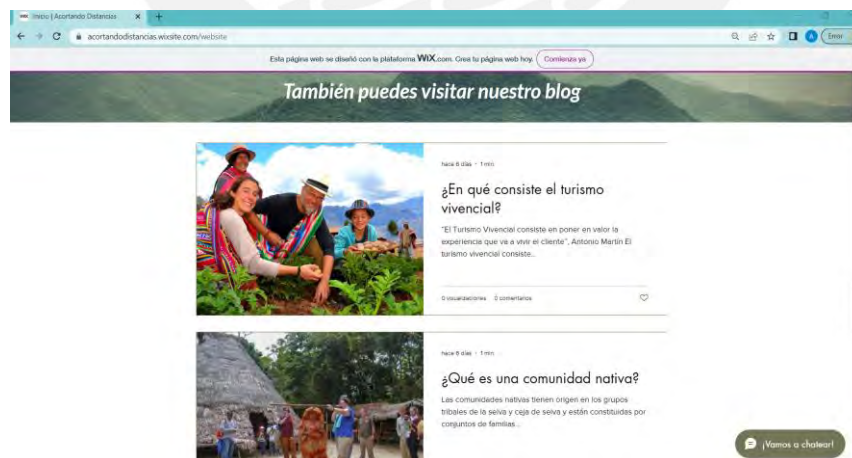 Inicio | Acortando Distancias
acortandodistancias.wixsite.com/website
A
Error
Esta página web se diseñó con la plataforma WiX.com. Crea tu página web hoy. Comienza ya
También puedes visitar nuestro blog
hace 6 días · 1 min
¿En qué consiste el turismo
vivencial?
"El Turismo Vivencial consiste en poner en valor la
experiencia que va a vivir el cliente", Antonio Martín El
turismo vivencial consiste...
0 visualizaciones 0 comentarios
hace 6 días · 1 min
¿Qué es una comunidad nativa?
Las comunidades nativas tienen origen en los grupos
tribales de la selva y ceja de selva y están constituidas por
conjuntos de familias...
¡Vamos a chatear!